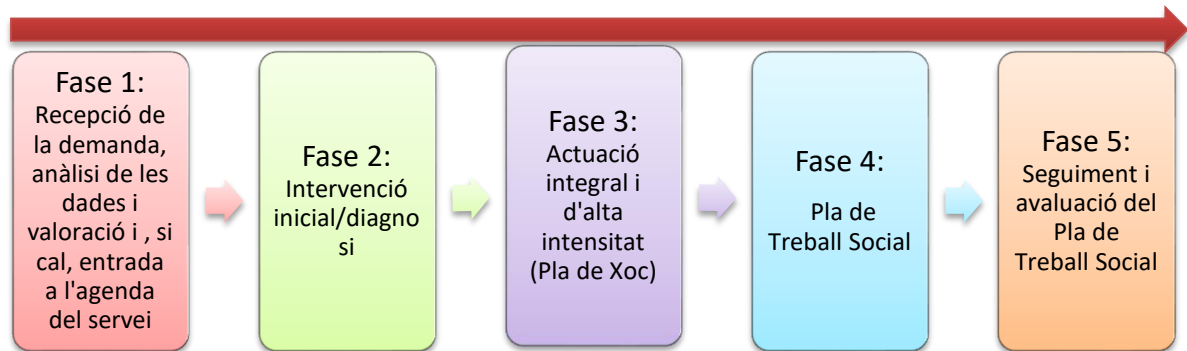 Fase 1:
Recepció de
la demanda,
anàlisi de les
dades i
valoració i , si
cal, entrada
a l'agenda
del servei
Fase 2:
Intervenció
inicial/diagno
si
Fase 3:
Actuació
integral i
d'alta
intensitat
(Pla de Xoc)
Fase 4:
Pla de
Treball Social
Fase 5:
Seguiment i
avaluació del
Pla de
Treball Social